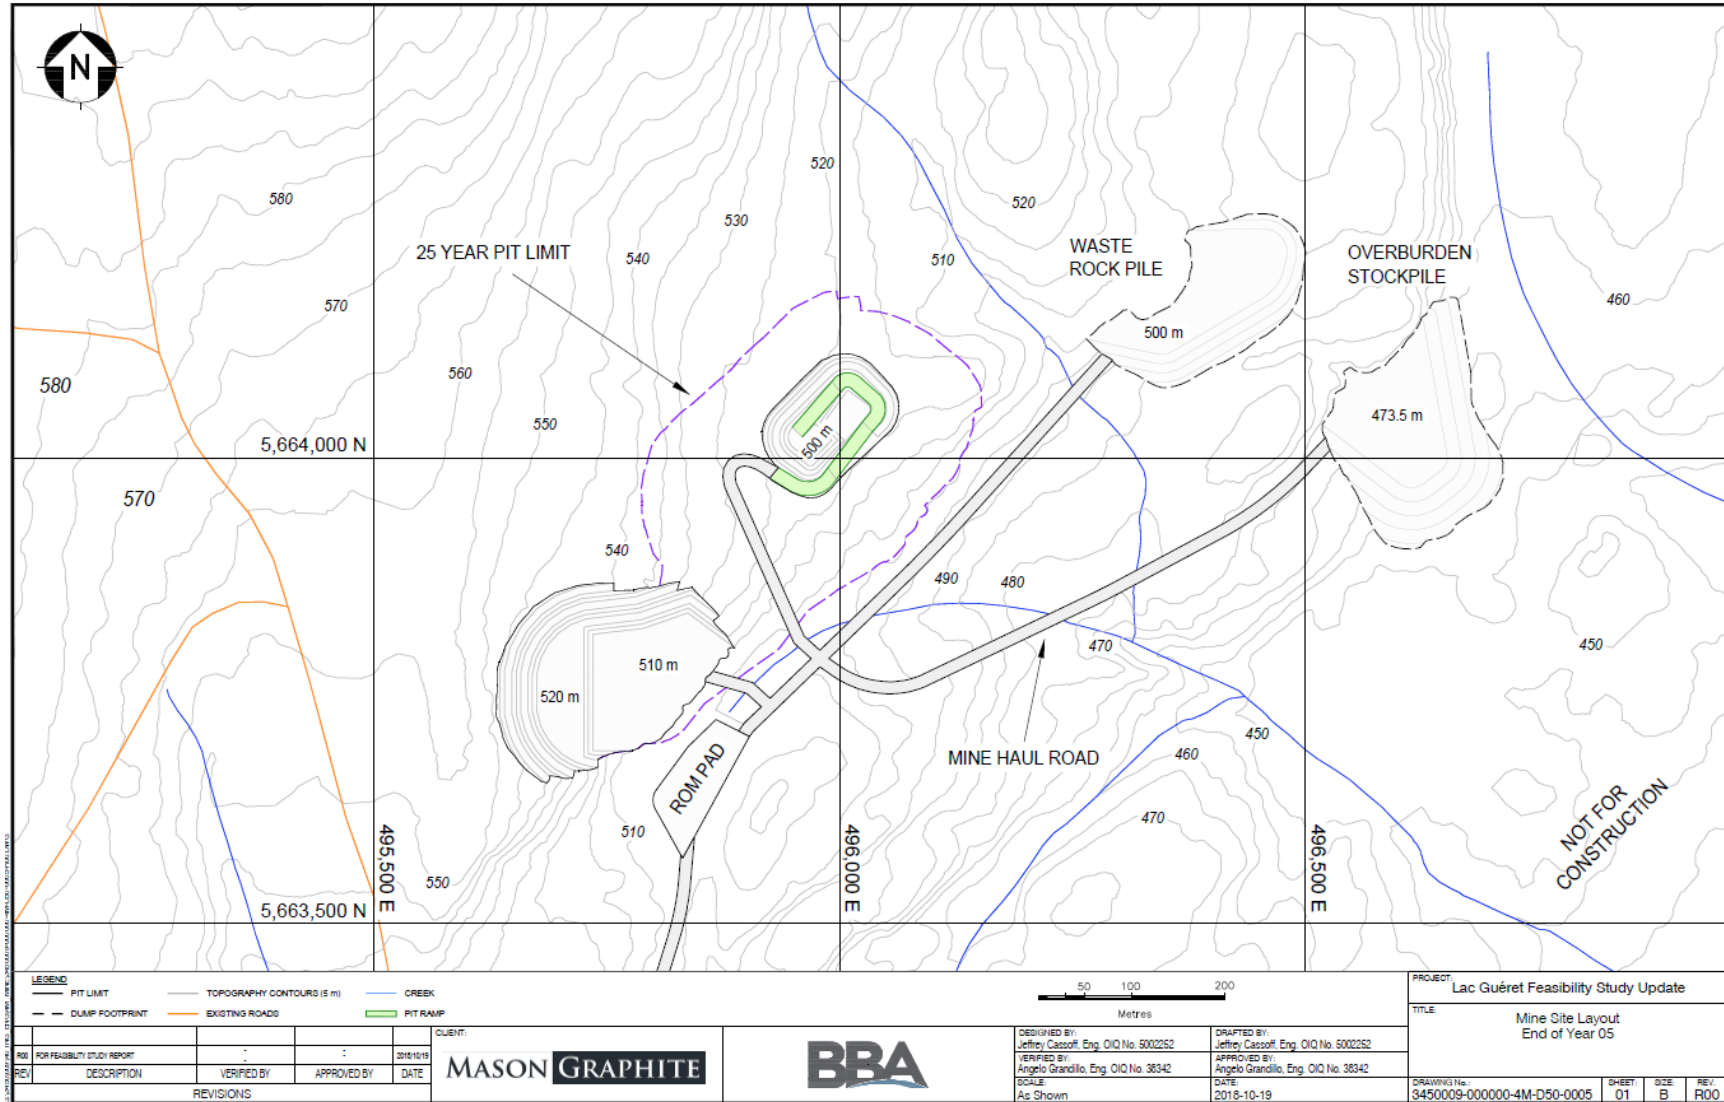 N
520
580
530
520
25 YEAR PIT LIMIT
540
510
WASTE
ROCK PILE
OVERBURDEN
STOCKPILE
570
460
500 m
560
580
473.5 m
550
500 m
5,664,000 N
570
540
490
480
470
450
510 m
520 m
450
460
MINE HAUL ROAD
ROM PAD
470
510
NOT FOR
CONSTRUCTION
550
495,500 E
496,000 E
496,500 E
5,663,500 N
LEGEND
PIT LIMIT
TOPOGRAPHY CONTOURS (5 m)
CREEK
DUMP FOOTPRINT
EXISTING ROADS
PIT RAMP
50 100 200
Metres
PROJECT:
Lac Guéret Feasibility Study Update
TITLE:
Mine Site Layout
End of Year 05
R00 FOR FEASIBILITY STUDY REPORT - - 2018/10/19
REV DESCRIPTION VERIFIED BY APPROVED BY DATE
REVISIONS
CLIENT:
MASON GRAPHITE
BBA
DESIGNED BY:
Jeffrey Cassoff, Eng. OIQ No. 5002252
DRAFTED BY:
Jeffrey Cassoff, Eng. OIQ No. 5002252
VERIFIED BY:
Angelo Grandillo, Eng. OIQ No. 38342
APPROVED BY:
Angelo Grandillo, Eng. OIQ No. 38342
SCALE:
As Shown
DATE:
2018-10-19
DRAWING No.:
3450009-000000-4M-D50-0005
SHEET:
01
SIZE:
B
REV.
R00